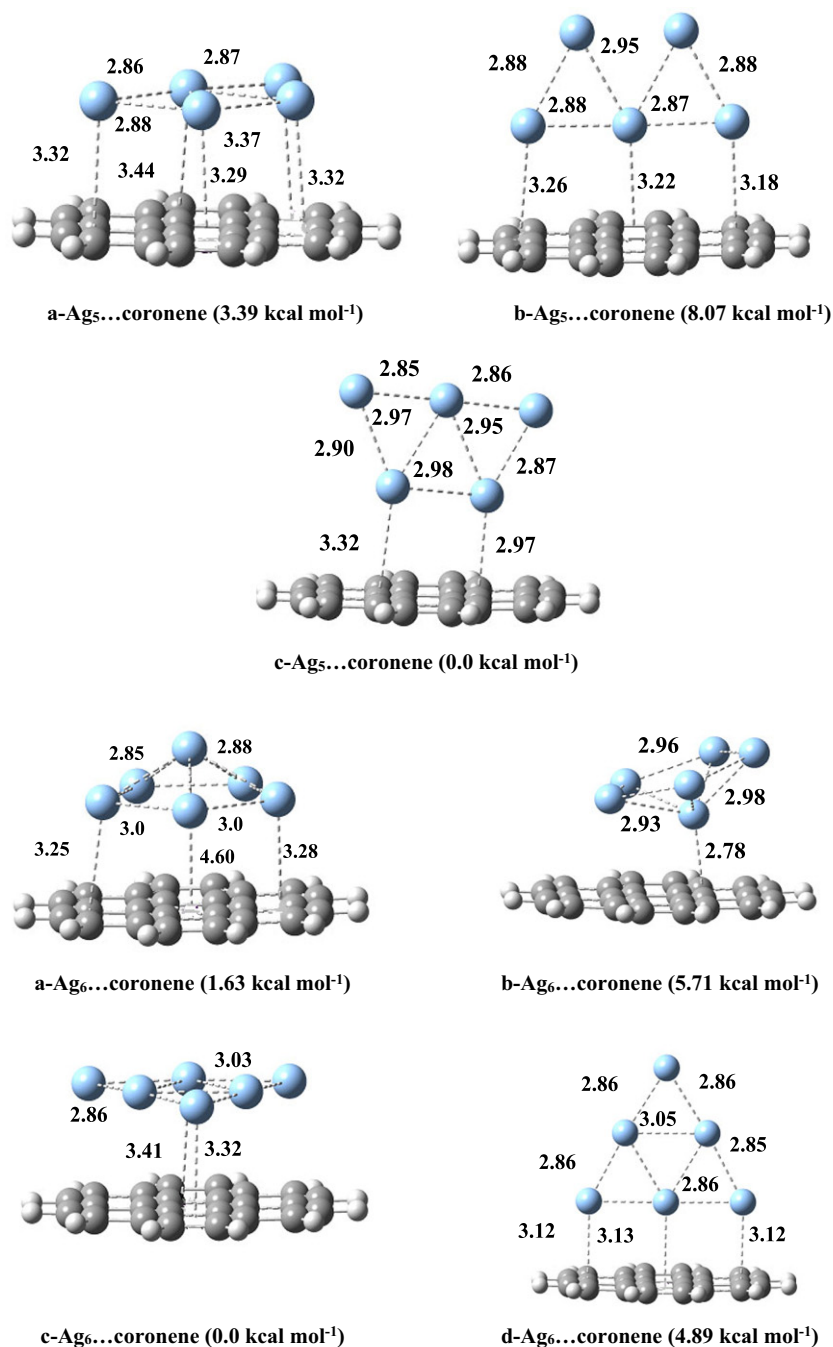 2.86 2.87
2.88
3.37
3.32 3.44 3.29 3.32
a-Ag₅…coronene (3.39 kcal mol⁻¹)
2.88 2.95 2.88
2.88 2.87
3.26 3.22 3.18
b-Ag₅…coronene (8.07 kcal mol⁻¹)
2.85 2.86
2.97 2.95
2.90 2.98 2.87
3.32 2.97
c-Ag₅…coronene (0.0 kcal mol⁻¹)
2.85 2.88
3.0 3.0
3.25 4.60 3.28
a-Ag₆…coronene (1.63 kcal mol⁻¹)
2.96
2.98
2.93
2.78
b-Ag₆…coronene (5.71 kcal mol⁻¹)
3.03
2.86
3.41 3.32
c-Ag₆…coronene (0.0 kcal mol⁻¹)
2.86 2.86
3.05
2.86 2.85
2.86
3.12 3.13 3.12
d-Ag₆…coronene (4.89 kcal mol⁻¹)